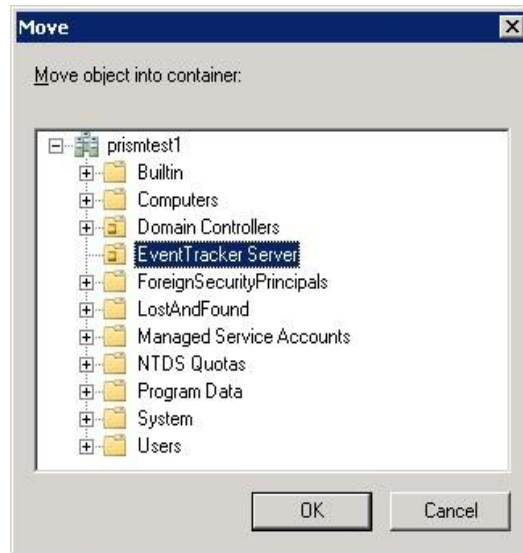 Move
Move object into container:
prismtest1
Builtin
Computers
Domain Controllers
EventTracker Server
ForeignSecurityPrincipals
LostAndFound
Managed Service Accounts
NTDS Quotas
Program Data
System
Users
OK Cancel